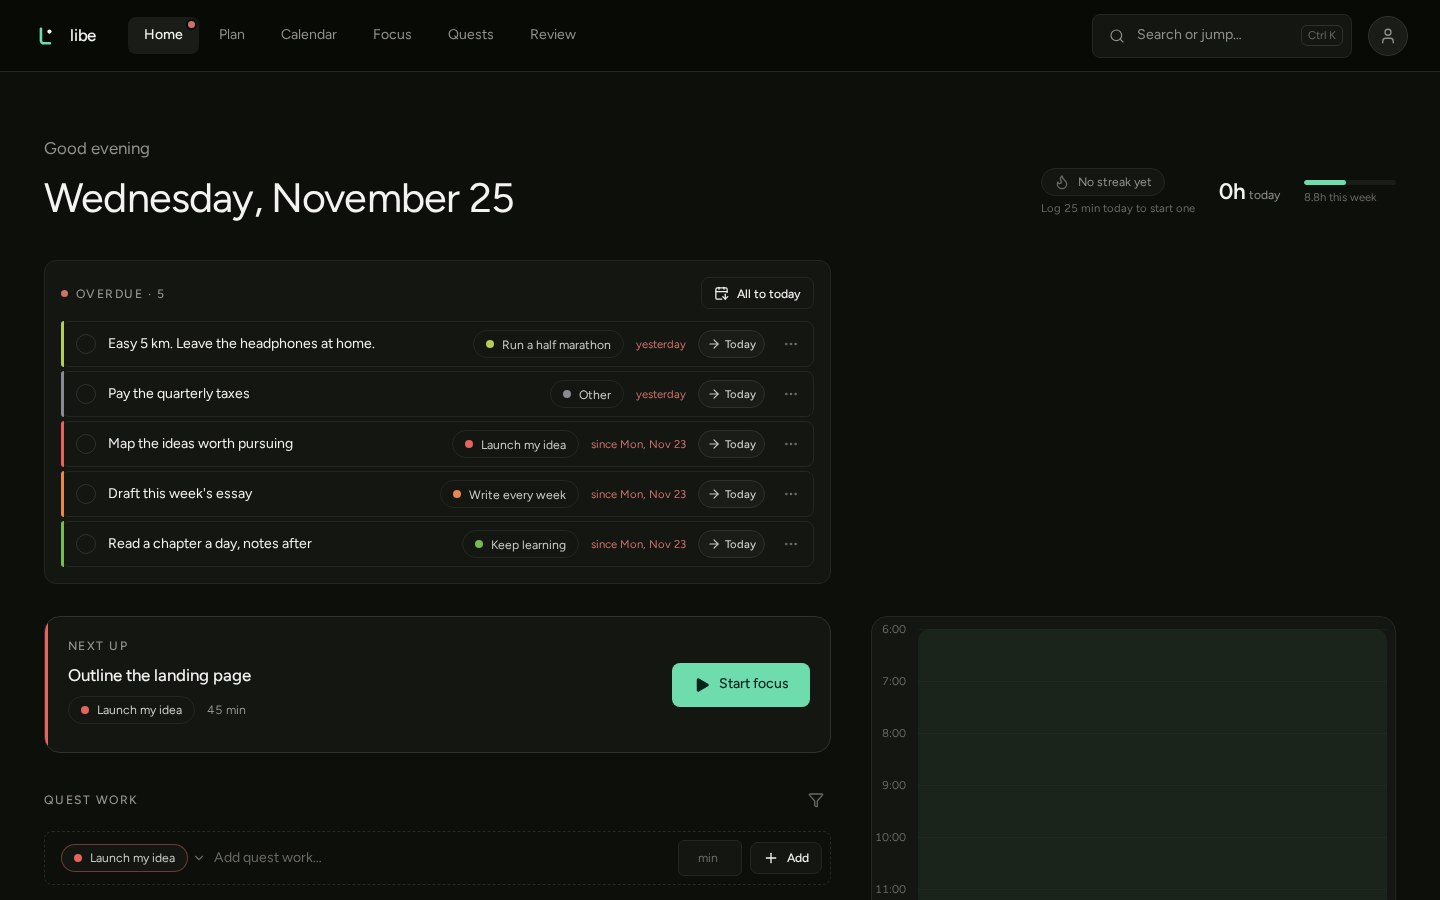 libe
Home
Plan
Calendar
Focus
Quests
Review
Search or jump...
Ctrl K
Good evening
Wednesday, November 25
No streak yet
Log 25 min today to start one
0h today
8.8h this week
OVERDUE · 5
All to today
Easy 5 km. Leave the headphones at home.
Run a half marathon
yesterday
Today
Pay the quarterly taxes
Other
yesterday
Today
Map the ideas worth pursuing
Launch my idea
since Mon, Nov 23
Today
Draft this week's essay
Write every week
since Mon, Nov 23
Today
Read a chapter a day, notes after
Keep learning
since Mon, Nov 23
Today
NEXT UP
Outline the landing page
Launch my idea
45 min
Start focus
QUEST WORK
Launch my idea
Add quest work...
min
Add
6:00
7:00
8:00
9:00
10:00
11:00